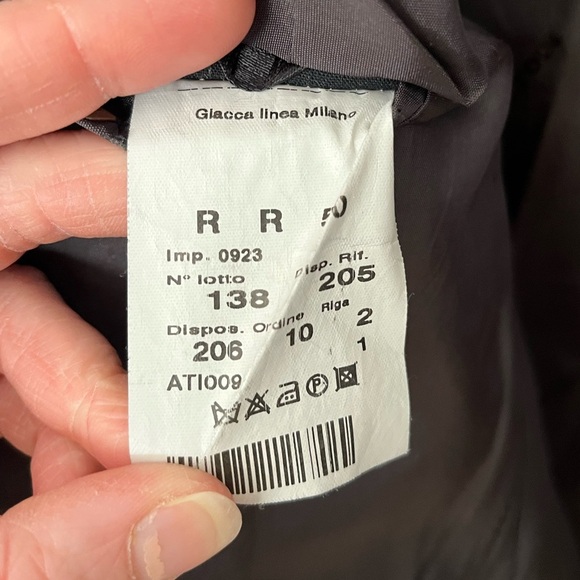 Giacca linea Milano
R R 50
Imp. 0923
Nº lotto Disp. Rif.
138 205
Dispos. Ordine Riga
206 10 2
1
ATI009
P